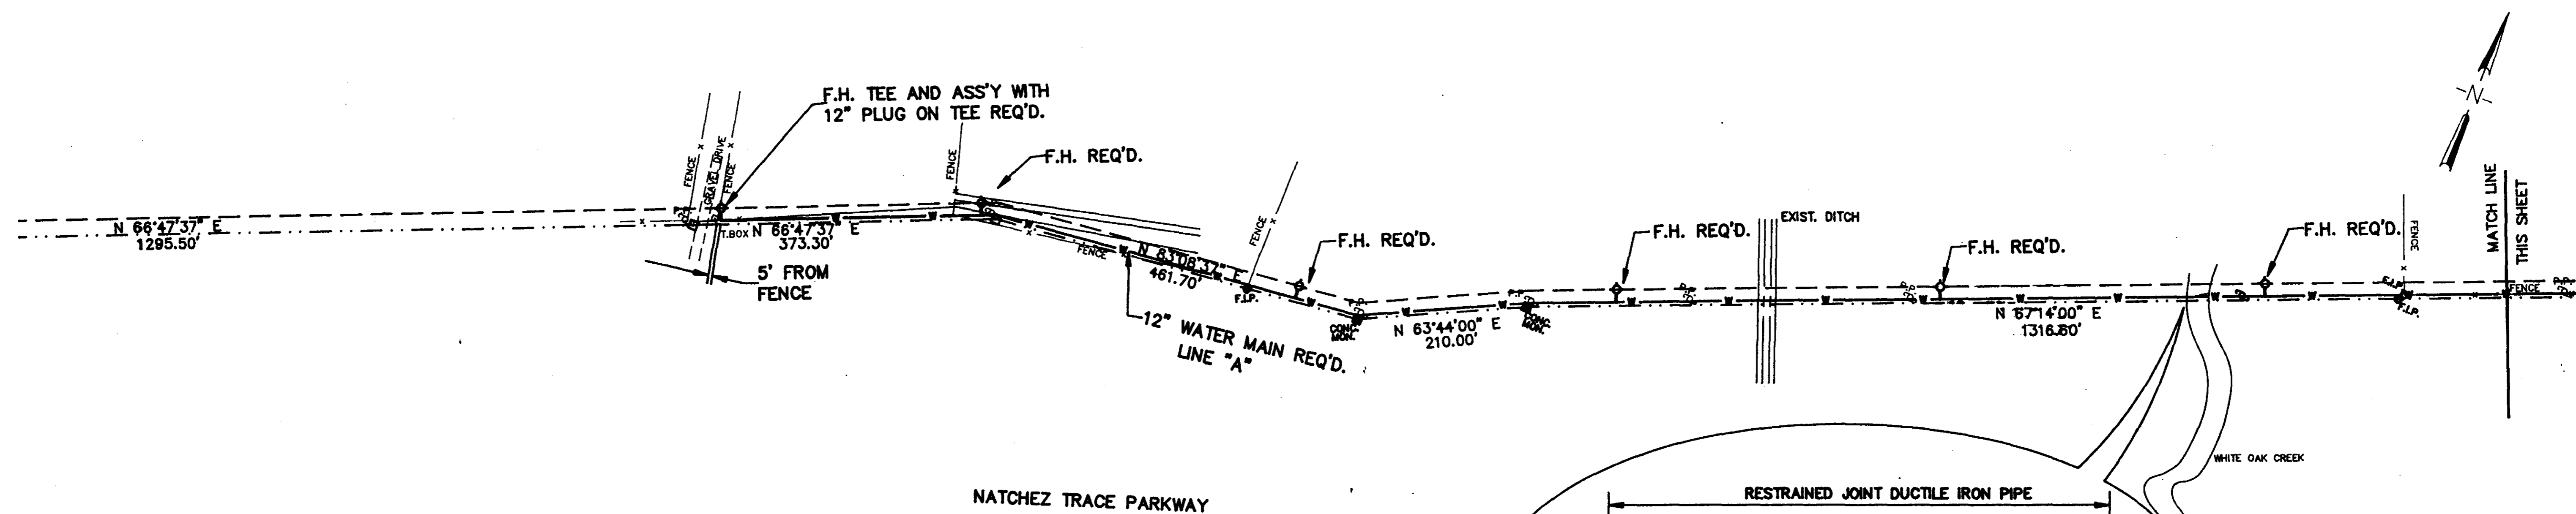 F.H. TEE AND ASS'Y WITH
12" PLUG ON TEE REQ'D.
F.H. REQ'D.
F.H. REQ'D.
F.H. REQ'D.
F.H. REQ'D.
F.H. REQ'D.
N
MATCH LINE
THIS SHEET
FENCE
GRAVEL DRIVE
FENCE
FENCE
FENCE
FENCE
EXIST. DITCH
N 66°47'37" E
1295.50'
T.BOX
N 66°47'37" E
373.30'
FENCE
N 83°08'37" E
461.70'
F.I.P.
P.P.
P.P.
P.P.
P.P.
P.P.
FENCE
F.I.P.
CONC.
MON.
N 63°44'00" E
210.00'
CONC.
MON.
N 67°14'00" E
1316.60'
5' FROM
FENCE
12" WATER MAIN REQ'D.
LINE "A"
WHITE OAK CREEK
NATCHEZ TRACE PARKWAY
RESTRAINED JOINT DUCTILE IRON PIPE